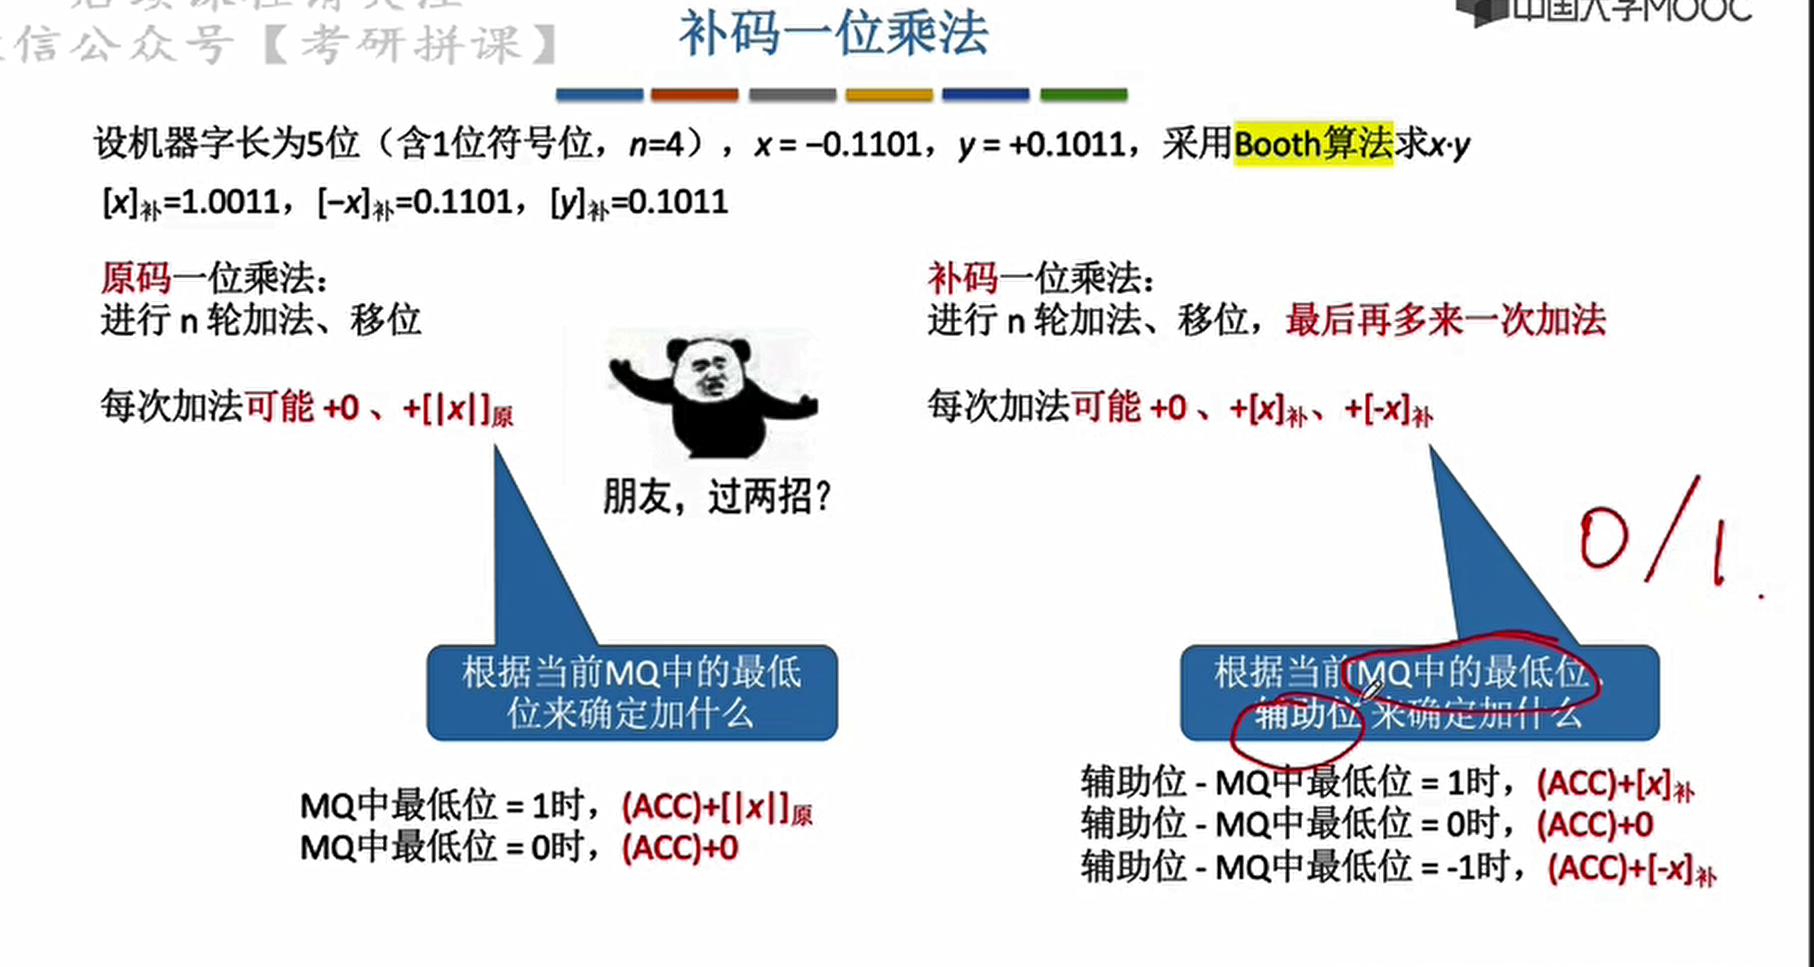 信公众号【考研拼课】
中国大学MOOC
补码一位乘法
设机器字长为5位（含1位符号位，n=4），x = −0.1101，y = +0.1011，采用Booth算法求x·y
[x]补=1.0011，[−x]补=0.1101，[y]补=0.1011
原码一位乘法：
进行 n 轮加法、移位
每次加法可能 +0 、+[|x|]原
朋友，过两招？
根据当前MQ中的最低
位来确定加什么
MQ中最低位 = 1时，(ACC)+[|x|]原
MQ中最低位 = 0时，(ACC)+0
补码一位乘法：
进行 n 轮加法、移位，最后再多来一次加法
每次加法可能 +0 、+[x]补、+[-x]补
0/1.
根据当前MQ中的最低位、
辅助位 来确定加什么
辅助位 - MQ中最低位 = 1时，(ACC)+[x]补
辅助位 - MQ中最低位 = 0时，(ACC)+0
辅助位 - MQ中最低位 = -1时，(ACC)+[-x]补